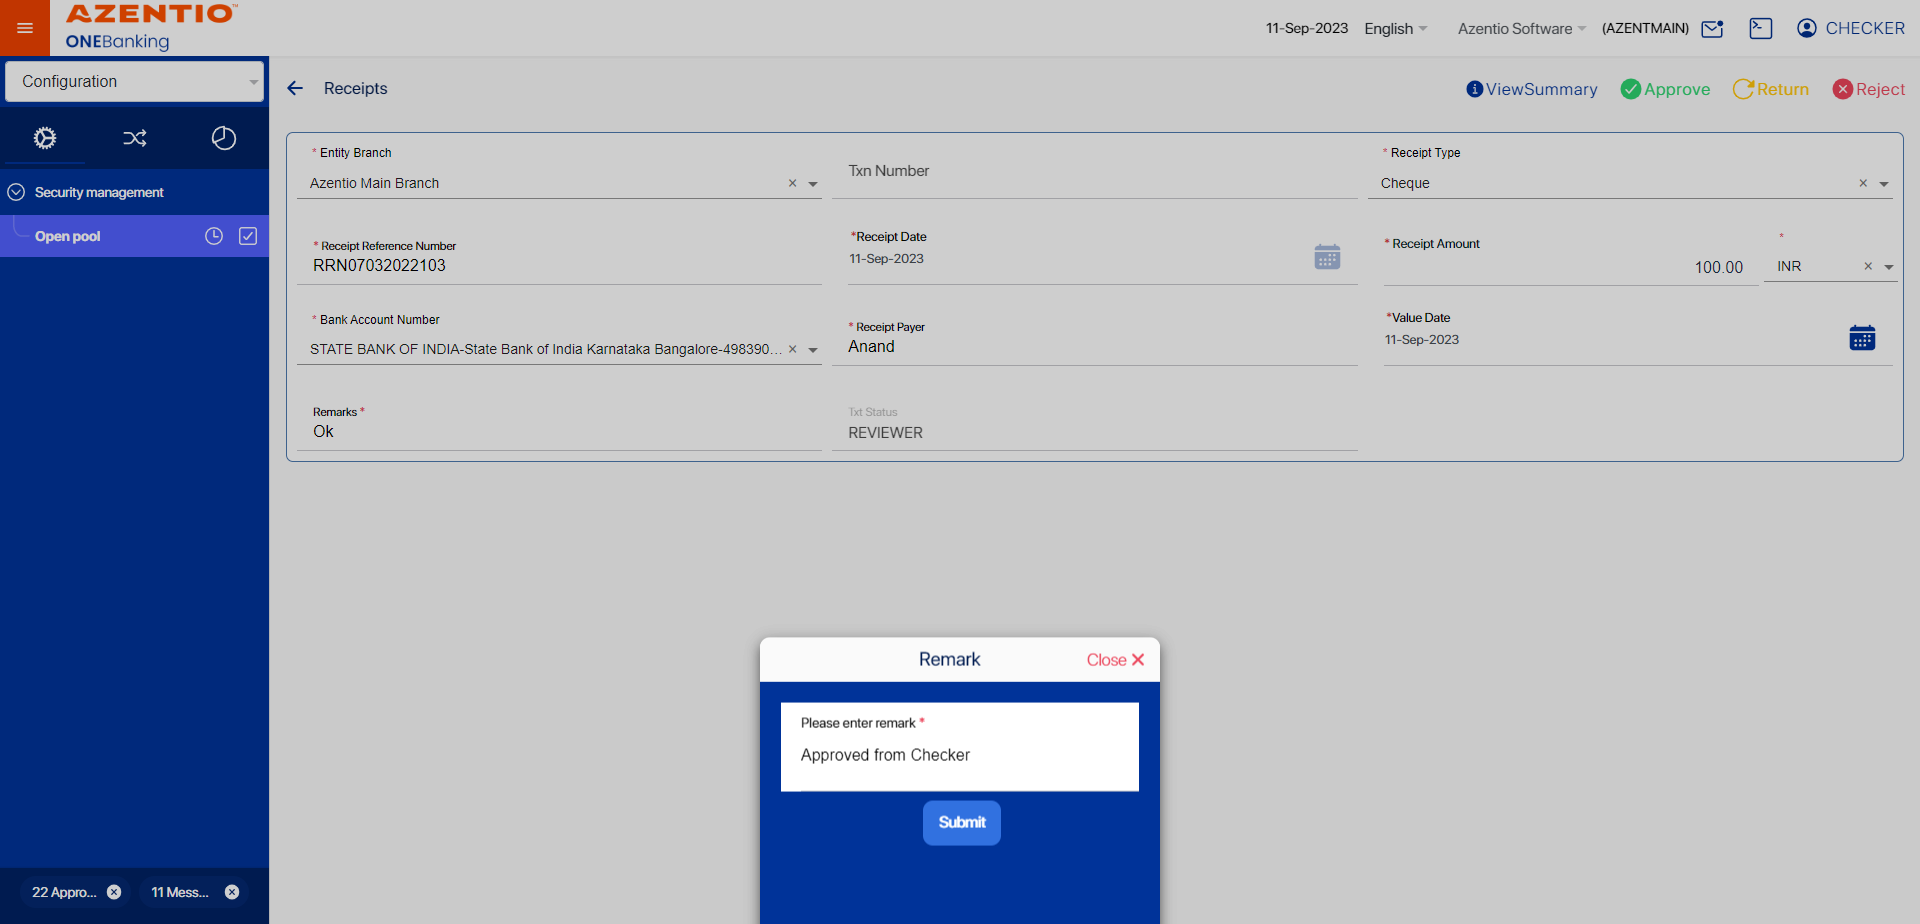 AZENTIO™
ONEBanking
11-Sep-2023 English Azentio Software (AZENTMAIN) CHECKER
Configuration
Receipts
ViewSummary Approve Return Reject
Security management
Open pool
* Entity Branch
Azentio Main Branch
Txn Number
* Receipt Type
Cheque
* Receipt Reference Number
RRN07032022103
*Receipt Date
11-Sep-2023
* Receipt Amount
100.00
*
INR
* Bank Account Number
STATE BANK OF INDIA-State Bank of India Karnataka Bangalore-498390...
* Receipt Payer
Anand
*Value Date
11-Sep-2023
Remarks *
Ok
Txt Status
REVIEWER
Remark
Close
Please enter remark *
Approved from Checker
Submit
22 Appro...
11 Mess...